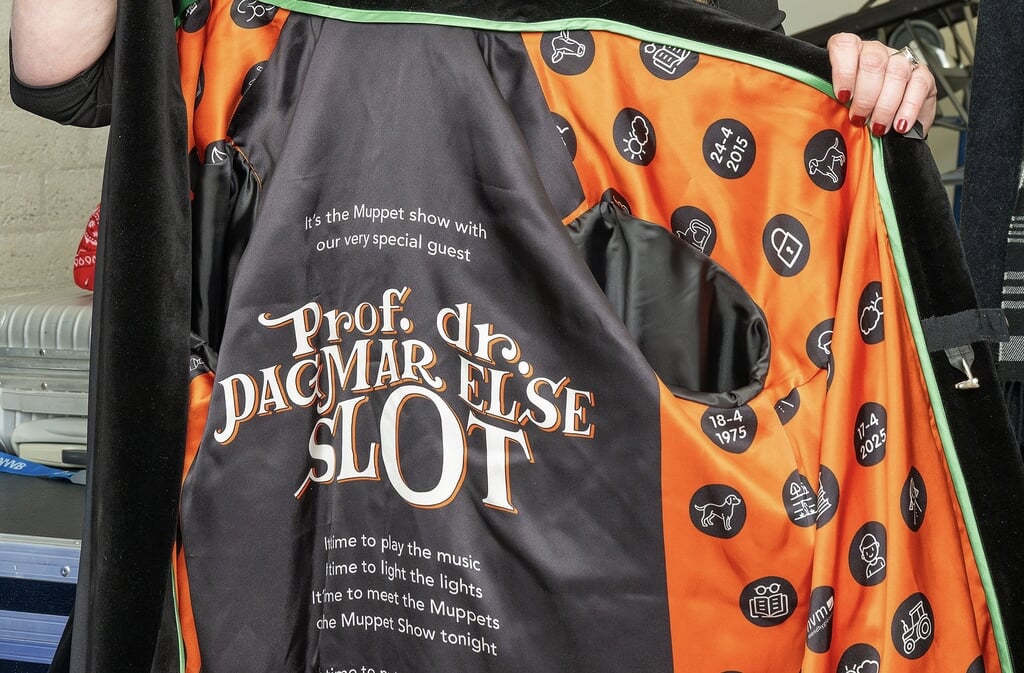 It's the Muppet show with
our very special guest
Prof. dr.
DAGMAR ELSE
SLOT
time to play the music
time to light the lights
It's time to meet the Muppets
the Muppet Show tonight
24-4
2015
18-4
1975
17-4
2025
nvm
NWB